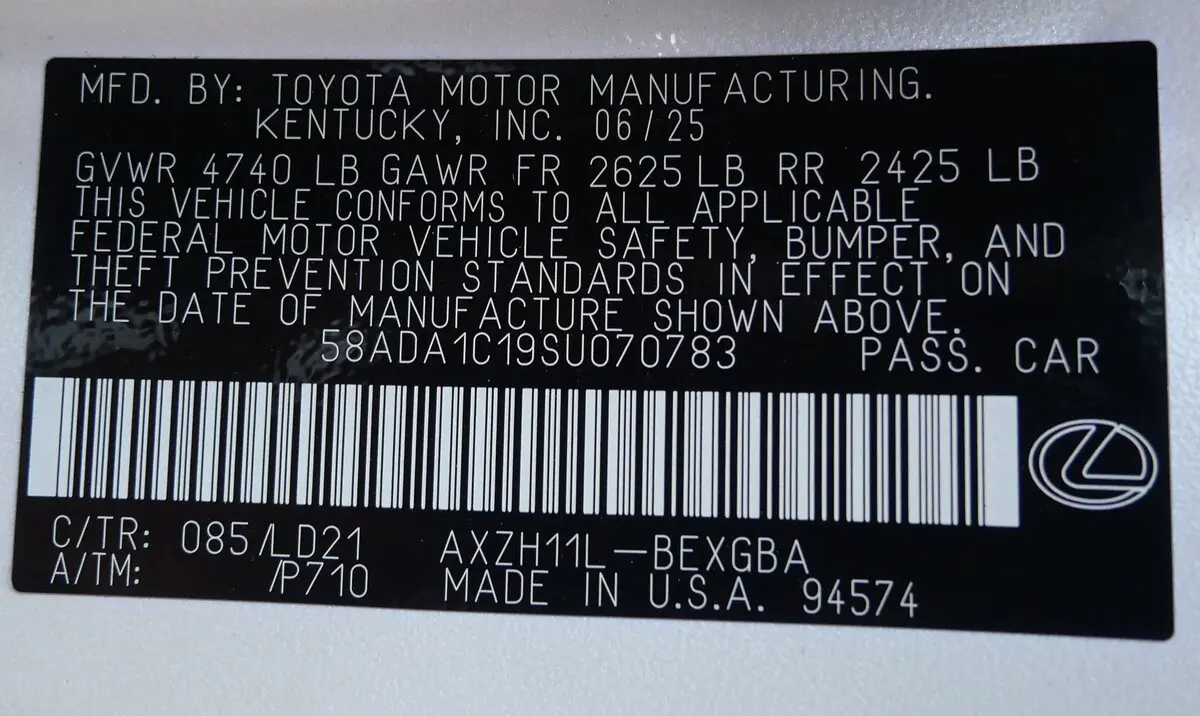 MFD. BY: TOYOTA MOTOR MANUFACTURING.
KENTUCKY, INC. 06/25
GVWR 4740 LB GAWR FR 2625 LB RR 2425 LB
THIS VEHICLE CONFORMS TO ALL APPLICABLE
FEDERAL MOTOR VEHICLE SAFETY, BUMPER, AND
THEFT PREVENTION STANDARDS IN EFFECT ON
THE DATE OF MANUFACTURE SHOWN ABOVE.
58ADA1C19SU070783 PASS. CAR
C/TR: 085/LD21 AXZH11L-BEXGBA
A/TM: /P710 MADE IN U.S.A. 94574